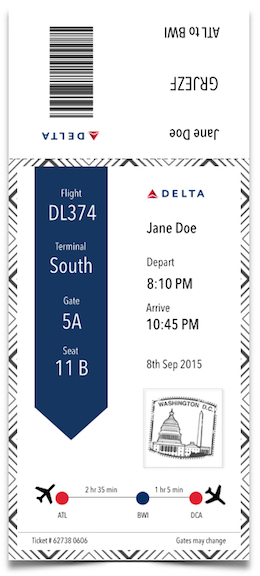 ATL to BWI
GRJEZF
Jane Doe
DELTA
Flight
DL374
Terminal
South
Gate
5A
Seat
11 B
DELTA
Jane Doe
Depart
8:10 PM
Arrive
10:45 PM
8th Sep 2015
WASHINGTON D.C.
2 hr 35 min
1 hr 5 min
ATL
BWI
DCA
Ticket # 62738 0606
Gates may change